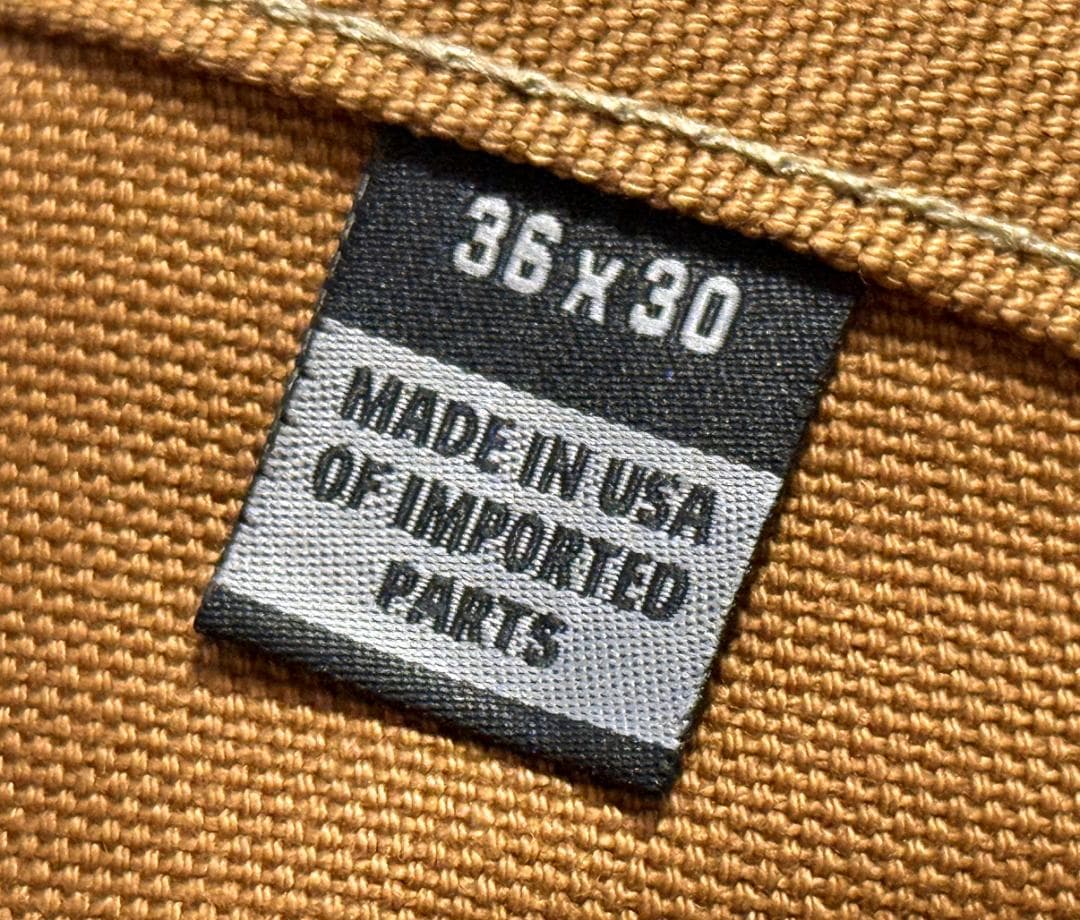 36 x 30
MADE IN USA
OF IMPORTED
PARTS